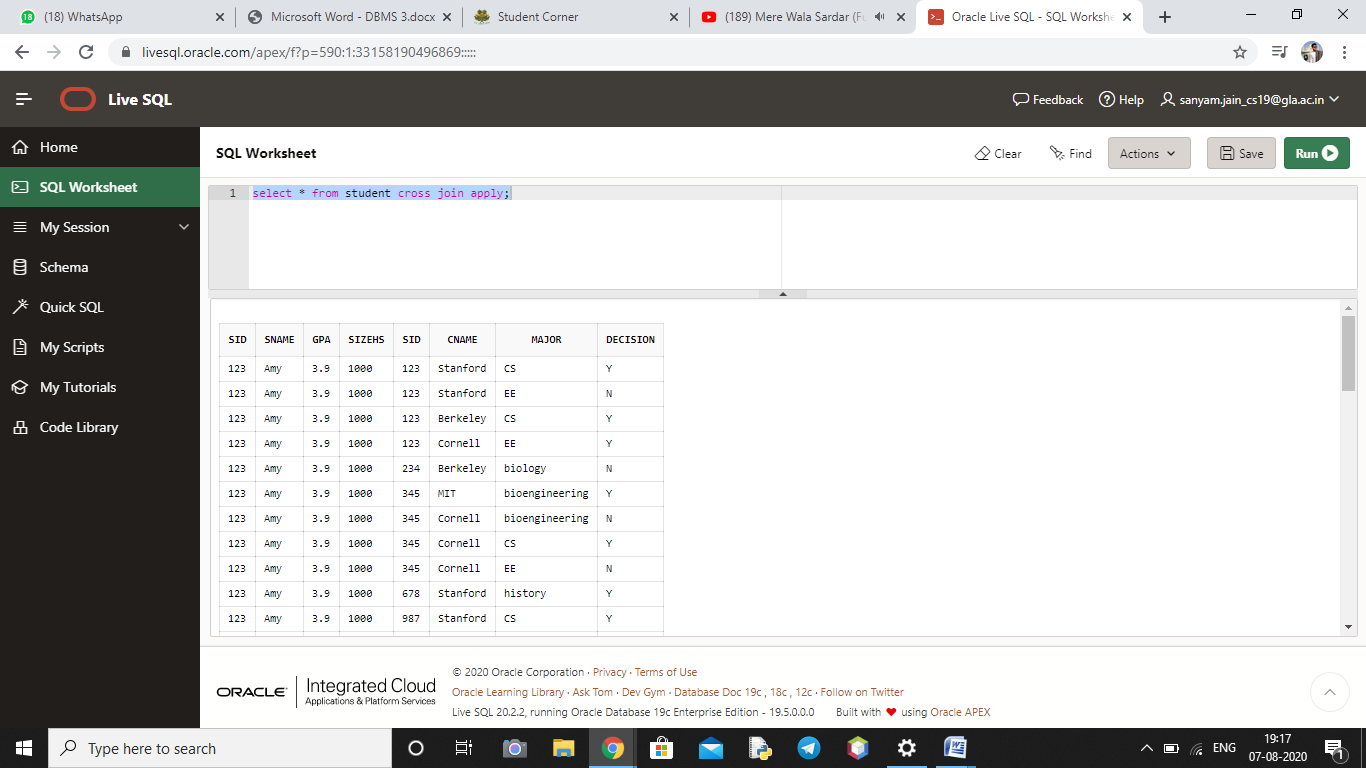 (18) WhatsApp
Microsoft Word - DBMS 3.docx
Student Corner
(189) Mere Wala Sardar (Fu
Oracle Live SQL - SQL Workshe
livesql.oracle.com/apex/f?p=590:1:33158190496869:::::
Live SQL
Feedback
Help
sanyam.jain_cs19@gla.ac.in
Home
SQL Worksheet
My Session
Schema
Quick SQL
My Scripts
My Tutorials
Code Library
SQL Worksheet
Clear
Find
Actions
Save
Run
1 select * from student cross join apply;
SID SNAME GPA SIZEHS SID CNAME MAJOR DECISION
123 Amy 3.9 1000 123 Stanford CS Y
123 Amy 3.9 1000 123 Stanford EE N
123 Amy 3.9 1000 123 Berkeley CS Y
123 Amy 3.9 1000 123 Cornell EE Y
123 Amy 3.9 1000 234 Berkeley biology N
123 Amy 3.9 1000 345 MIT bioengineering Y
123 Amy 3.9 1000 345 Cornell bioengineering N
123 Amy 3.9 1000 345 Cornell CS Y
123 Amy 3.9 1000 345 Cornell EE N
123 Amy 3.9 1000 678 Stanford history Y
123 Amy 3.9 1000 987 Stanford CS Y
ORACLE
Integrated Cloud
Applications & Platform Services
© 2020 Oracle Corporation · Privacy · Terms of Use
Oracle Learning Library · Ask Tom · Dev Gym · Database Doc 19c, 18c, 12c · Follow on Twitter
Live SQL 20.2.2, running Oracle Database 19c Enterprise Edition - 19.5.0.0.0 Built with ❤ using Oracle APEX
Type here to search
ENG
19:17
07-08-2020
1